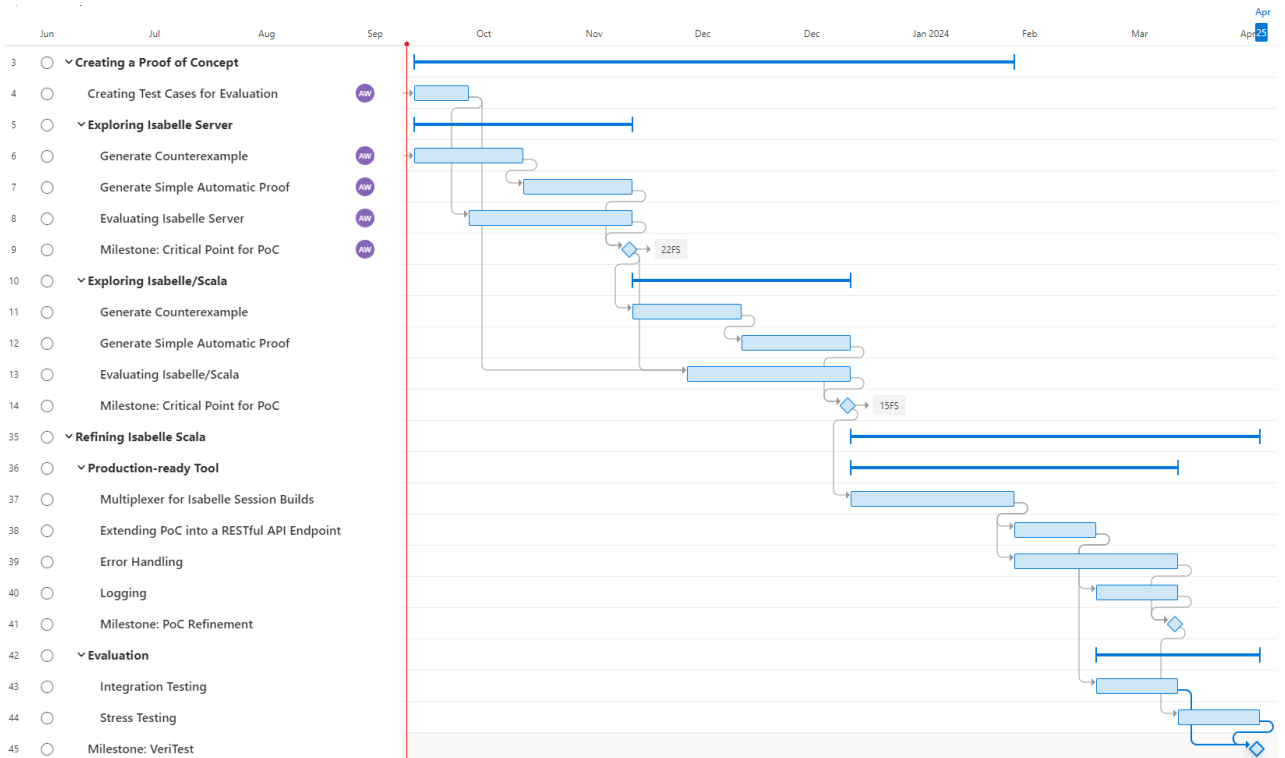 Apr
Jun Jul Aug Sep Oct Nov Dec Dec Jan 2024 Feb Mar Apr 25
3 Creating a Proof of Concept
4 Creating Test Cases for Evaluation AW
5 Exploring Isabelle Server
6 Generate Counterexample AW
7 Generate Simple Automatic Proof AW
8 Evaluating Isabelle Server AW
9 Milestone: Critical Point for PoC AW 22FS
10 Exploring Isabelle/Scala
11 Generate Counterexample
12 Generate Simple Automatic Proof
13 Evaluating Isabelle/Scala
14 Milestone: Critical Point for PoC 15FS
35 Refining Isabelle Scala
36 Production-ready Tool
37 Multiplexer for Isabelle Session Builds
38 Extending PoC into a RESTful API Endpoint
39 Error Handling
40 Logging
41 Milestone: PoC Refinement
42 Evaluation
43 Integration Testing
44 Stress Testing
45 Milestone: VeriTest